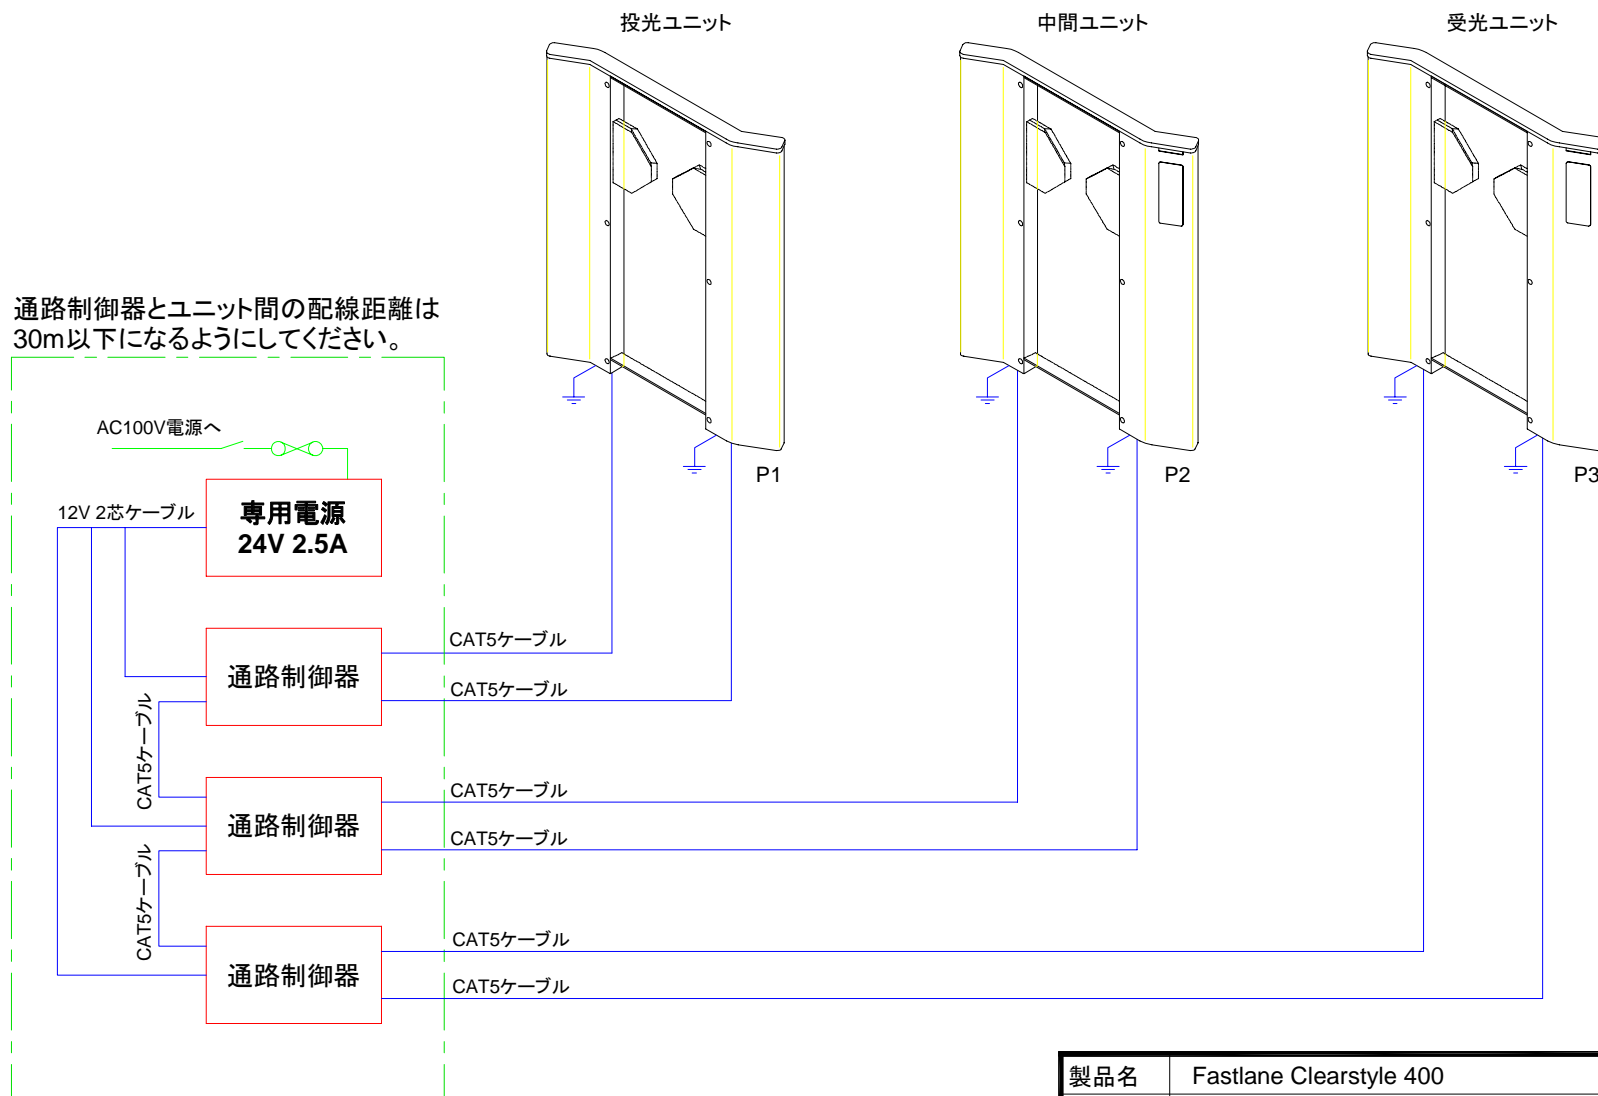 投光ユニット
中間ユニット
受光ユニット
通路制御器とユニット間の配線距離は
30m以下になるようにしてください。
AC100V電源へ
P1
P2
P3
12V 2芯ケーブル
専用電源
24V 2.5A
CAT5ケーブル
通路制御器
CAT5ケーブル
CAT5ケーブル
CAT5ケーブル
通路制御器
CAT5ケーブル
CAT5ケーブル
CAT5ケーブル
通路制御器
CAT5ケーブル
製品名 Fastlane Clearstyle 400